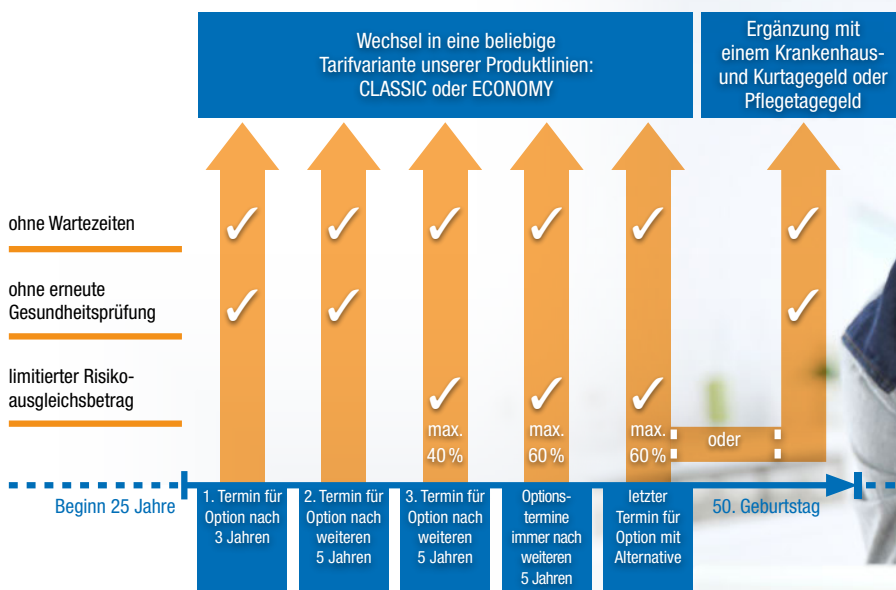 Wechsel in eine beliebige
Tarifvariante unserer Produktlinien:
CLASSIC oder ECONOMY
Ergänzung mit
einem Krankenhaus-
und Kurtagegeld oder
Pflegetagegeld
ohne Wartezeiten
ohne erneute
Gesundheitsprüfung
limitierter Risiko-
ausgleichsbetrag
max.
40 %
max.
60 %
max.
60 %
oder
Beginn 25 Jahre
1. Termin für
Option nach
3 Jahren
2. Termin für
Option nach
weiteren
5 Jahren
3. Termin für
Option nach
weiteren
5 Jahren
Options-
termine
immer nach
weiteren
5 Jahren
letzter
Termin für
Option mit
Alternative
50. Geburtstag